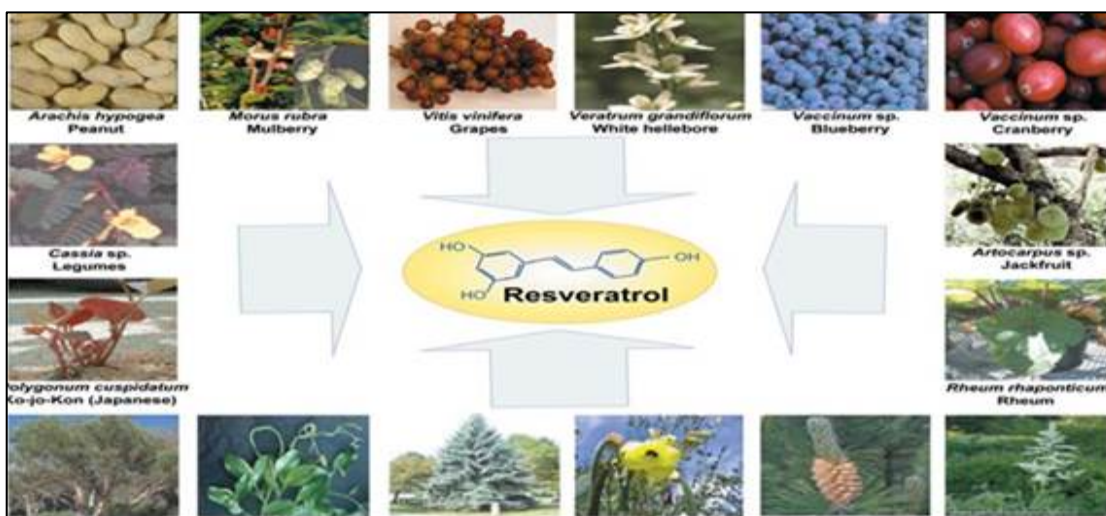 Arachis hypogea
Peanut
Morus rubra
Mulberry
Vitis vinifera
Grapes
Veratrum grandiflorum
White hellebore
Vaccinum sp.
Blueberry
Vaccinum sp.
Cranberry
Cassia sp.
Legumes
HO
HO
OH
Resveratrol
Artocarpus sp.
Jackfruit
Polygonum cuspidatum
Ko-jo-Kon (Japanese)
Rheum rhaponticum
Rheum